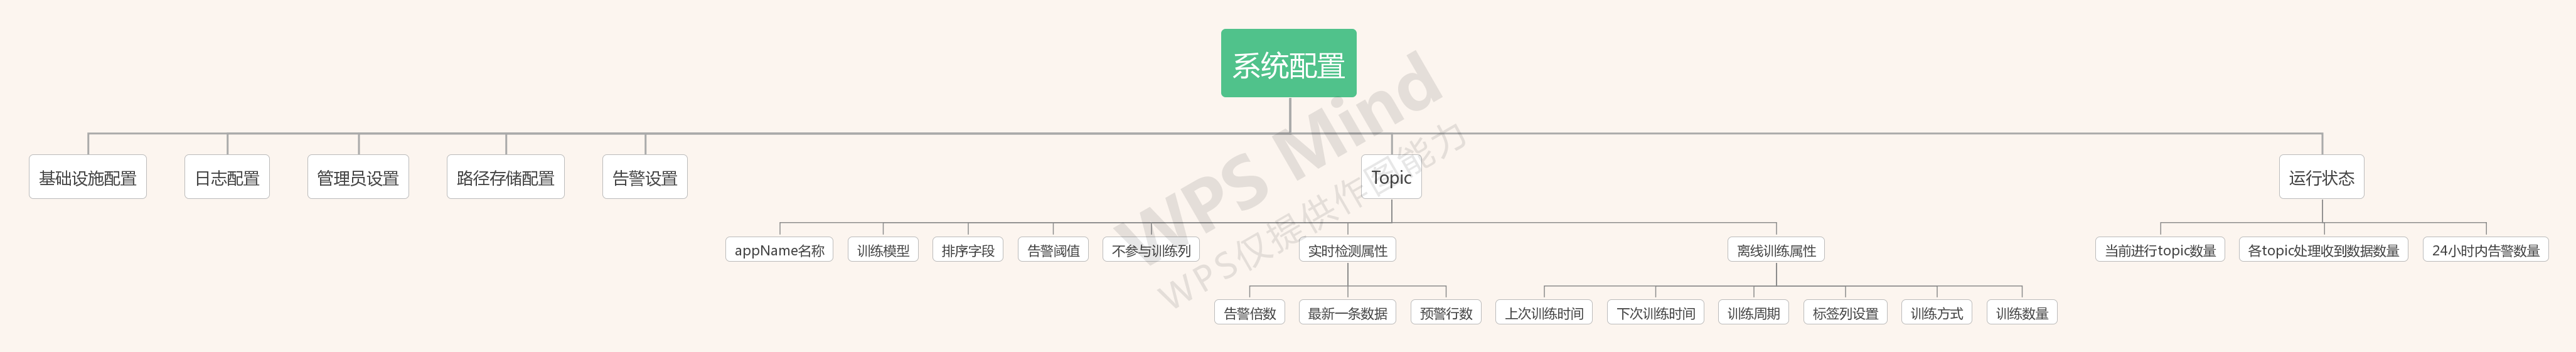 系统配置
基础设施配置
日志配置
管理员设置
路径存储配置
告警设置
Topic
运行状态
appName名称
训练模型
排序字段
告警阈值
不参与训练列
实时检测属性
离线训练属性
当前进行topic数量
各topic处理收到数据数量
24小时内告警数量
告警倍数
最新一条数据
预警行数
上次训练时间
下次训练时间
训练周期
标签列设置
训练方式
训练数量
WPS Mind
WPS仅提供作图能力